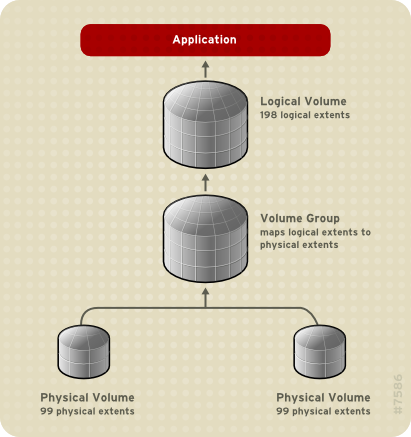 Application
Logical Volume
198 logical extents
Volume Group
maps logical extents to
physical extents
Physical Volume
99 physical extents
Physical Volume
99 physical extents
#7586